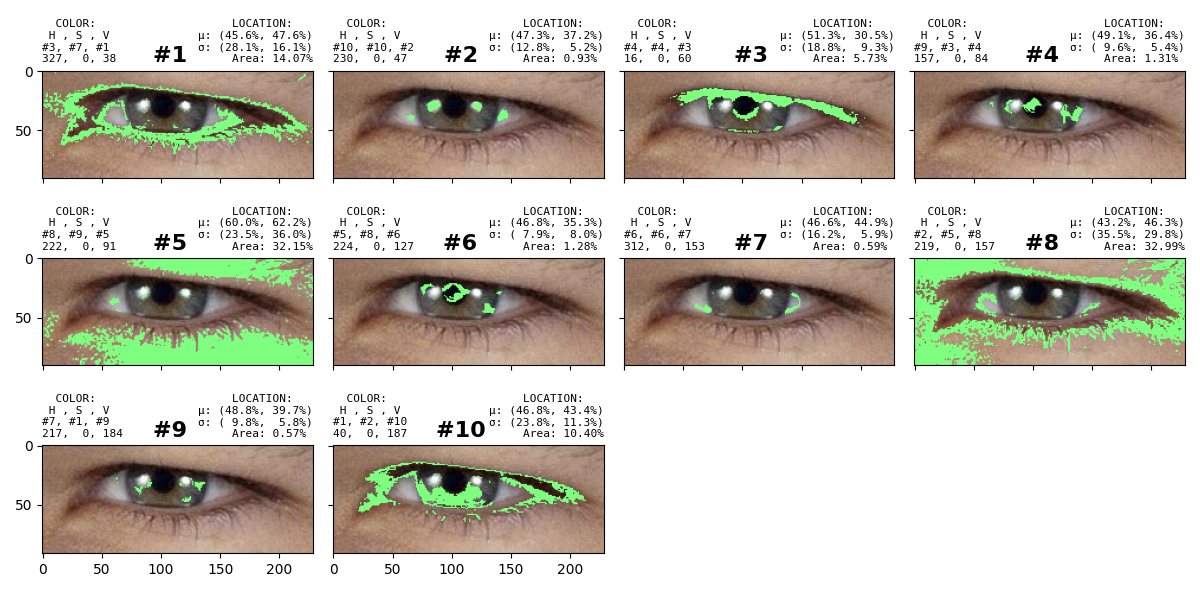 COLOR: LOCATION:
H , S , V μ: (45.6%, 47.6%)
#3, #7, #1 σ: (28.1%, 16.1%)
327, 0, 38 #1 Area: 14.07%
COLOR: LOCATION:
H , S , V μ: (47.3%, 37.2%)
#10, #10, #2 σ: (12.8%, 5.2%)
230, 0, 47 #2 Area: 0.93%
COLOR: LOCATION:
H , S , V μ: (51.3%, 30.5%)
#4, #4, #3 σ: (18.8%, 9.3%)
16, 0, 60 #3 Area: 5.73%
COLOR: LOCATION:
H , S , V μ: (49.1%, 36.4%)
#9, #3, #4 σ: ( 9.6%, 5.4%)
157, 0, 84 #4 Area: 1.31%
0
50
COLOR: LOCATION:
H , S , V μ: (60.0%, 62.2%)
#8, #9, #5 σ: (23.5%, 36.0%)
222, 0, 91 #5 Area: 32.15%
COLOR: LOCATION:
H , S , V μ: (46.8%, 35.3%)
#5, #8, #6 σ: ( 7.9%, 8.0%)
224, 0, 127 #6 Area: 1.28%
COLOR: LOCATION:
H , S , V μ: (46.6%, 44.9%)
#6, #6, #7 σ: (16.2%, 5.9%)
312, 0, 153 #7 Area: 0.59%
COLOR: LOCATION:
H , S , V μ: (43.2%, 46.3%)
#2, #5, #8 σ: (35.5%, 29.8%)
219, 0, 157 #8 Area: 32.99%
0
50
COLOR: LOCATION:
H , S , V μ: (48.8%, 39.7%)
#7, #1, #9 σ: ( 9.8%, 5.8%)
217, 0, 184 #9 Area: 0.57%
COLOR: LOCATION:
H , S , V μ: (46.8%, 43.4%)
#1, #2, #10 σ: (23.8%, 11.3%)
40, 0, 187 #10 Area: 10.40%
0
50
0 50 100 150 200
0 50 100 150 200